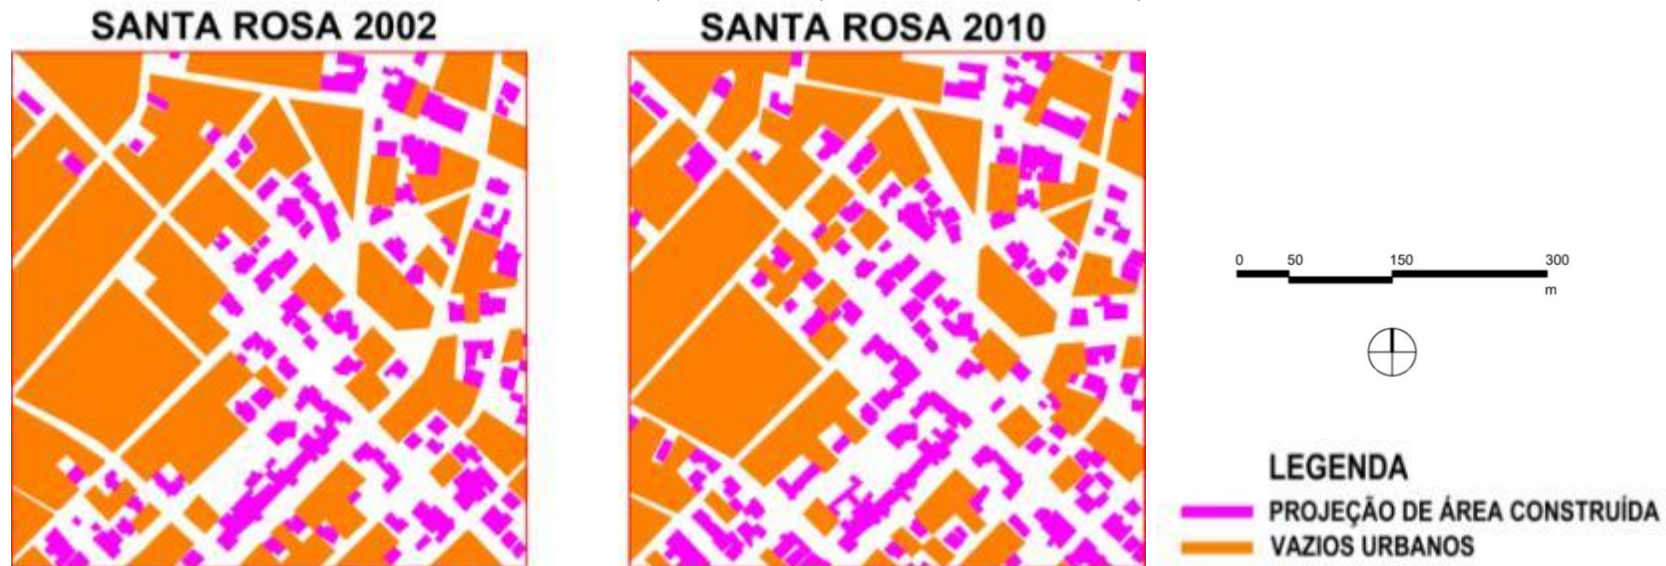 SANTA ROSA 2002
SANTA ROSA 2010
0 50 150 300
m
LEGENDA
PROJEÇÃO DE ÁREA CONSTRUÍDA
VAZIOS URBANOS